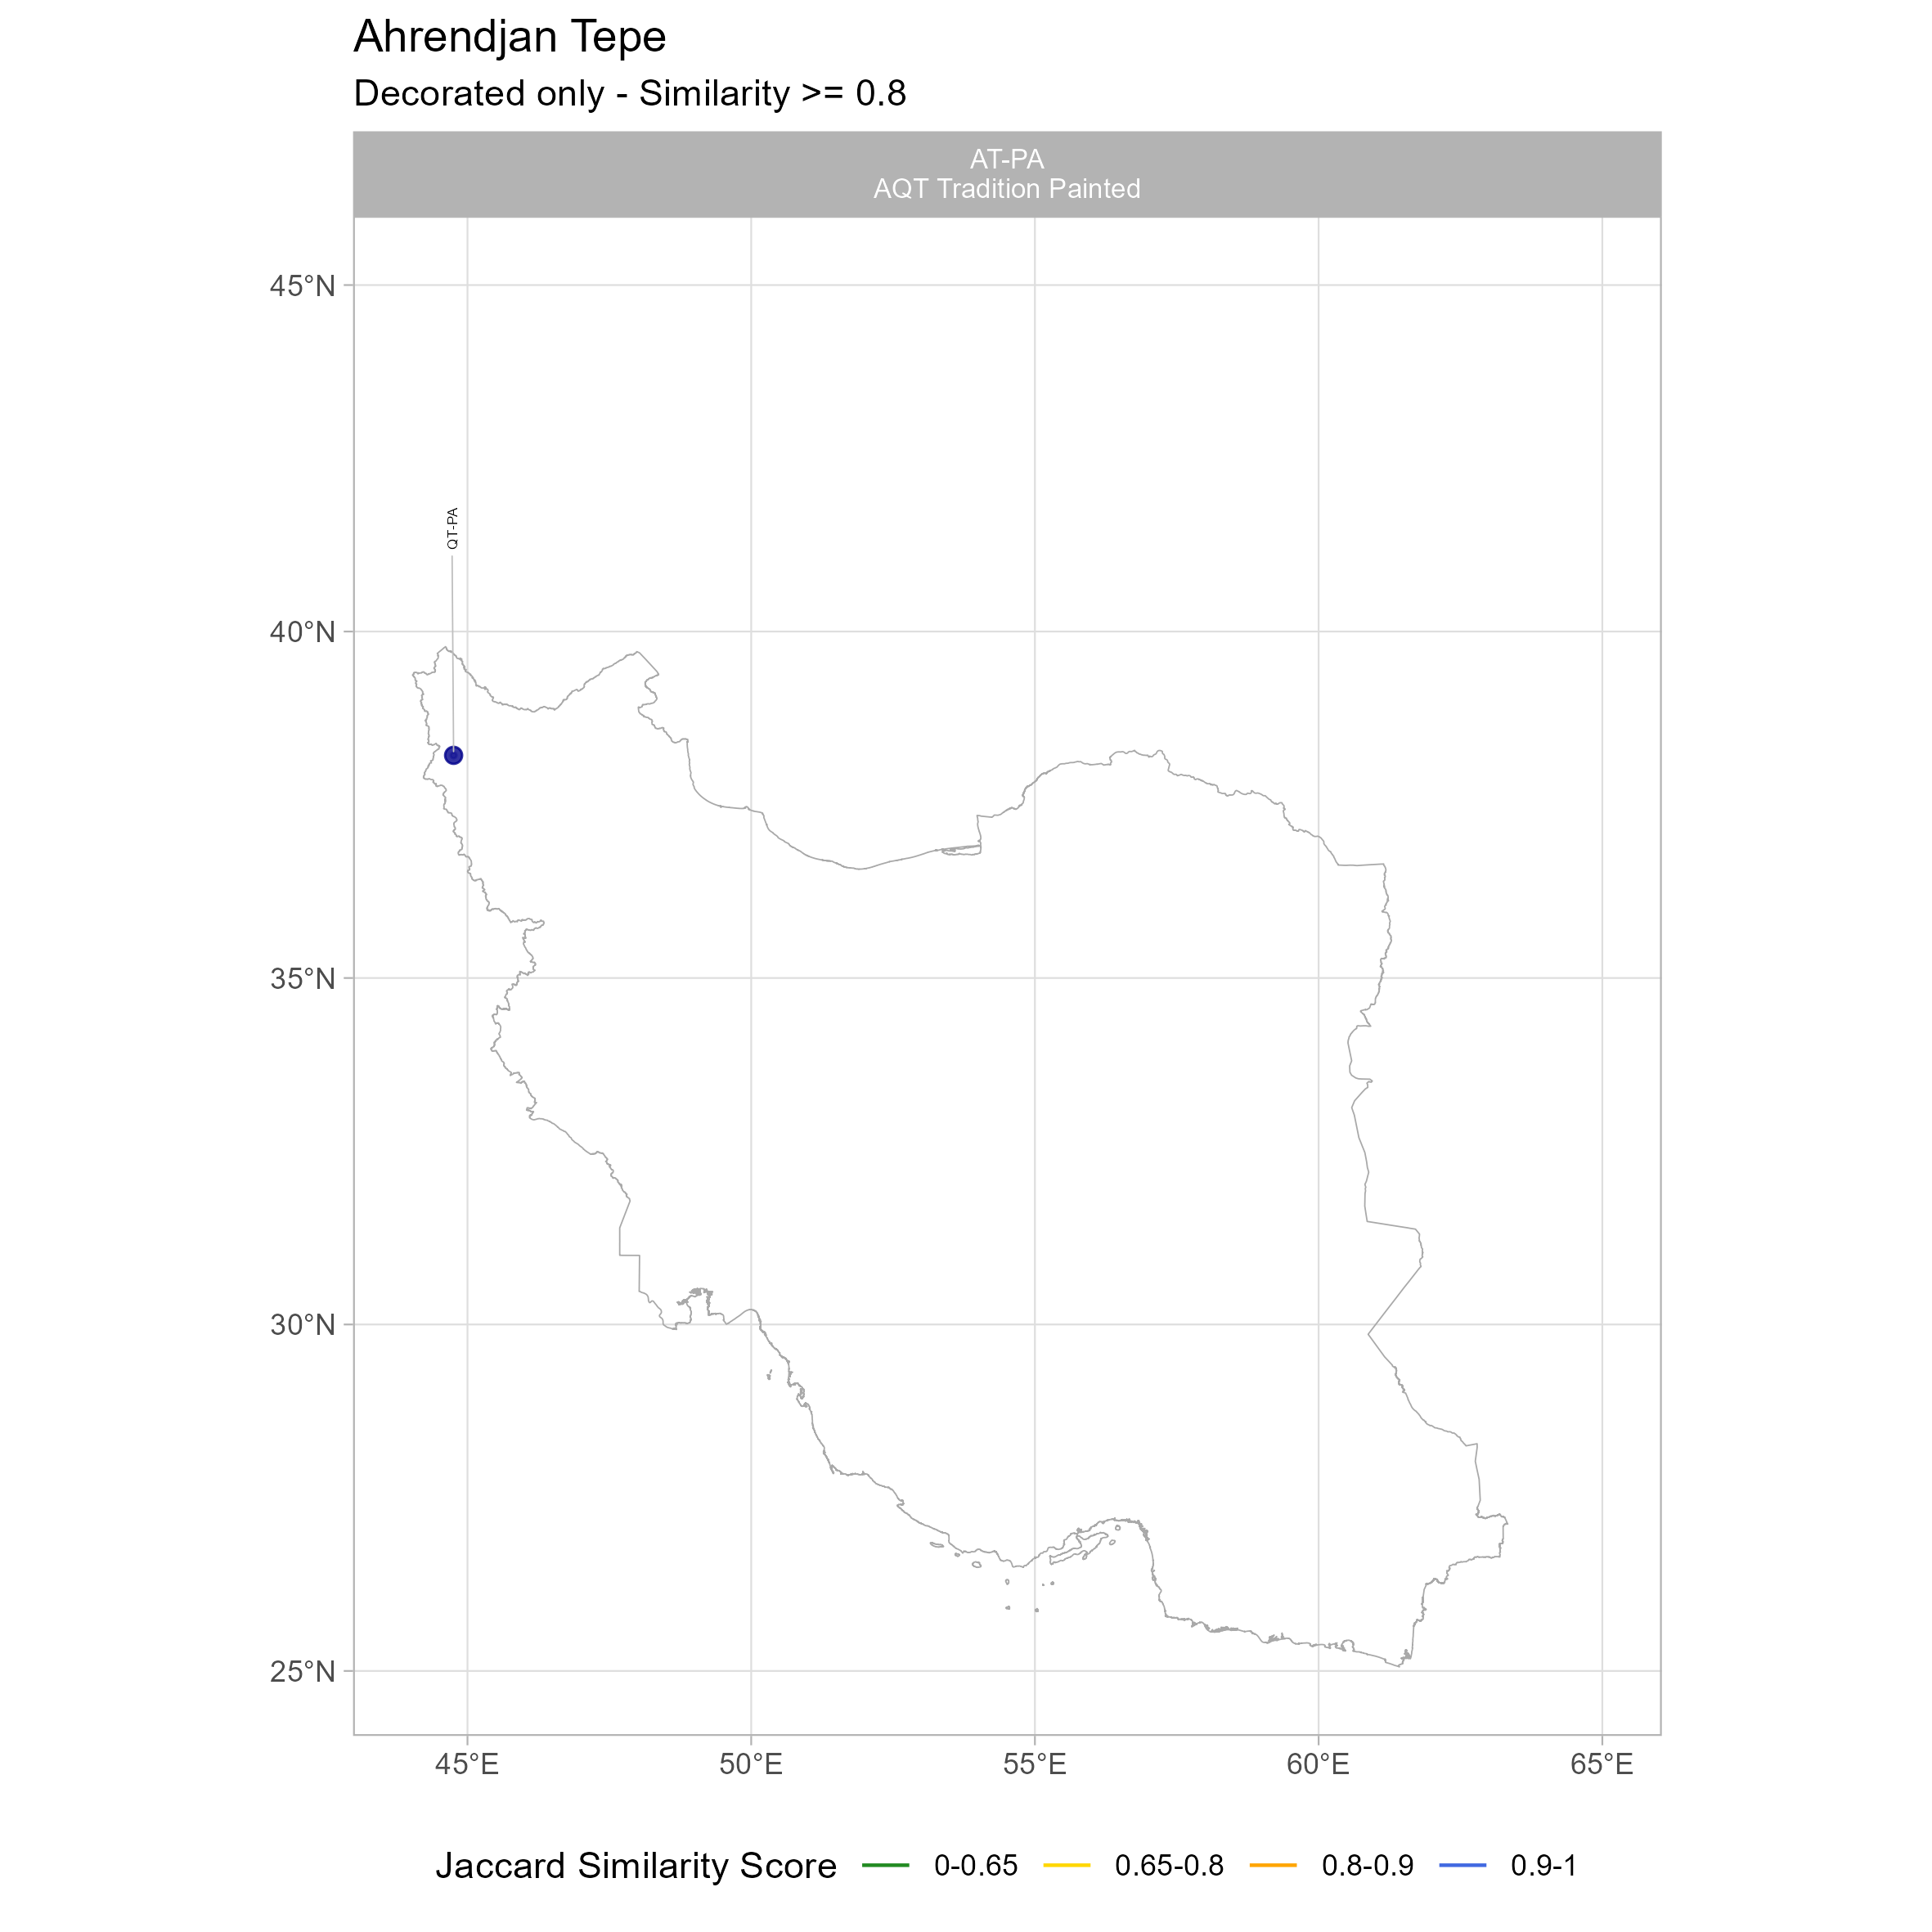 Ahrendjan Tepe
Decorated only - Similarity >= 0.8
AT-PA
AQT Tradition Painted
45°N
QT-PA
40°N
35°N
30°N
25°N
45°E 50°E 55°E 60°E 65°E
Jaccard Similarity Score 0-0.65 0.65-0.8 0.8-0.9 0.9-1